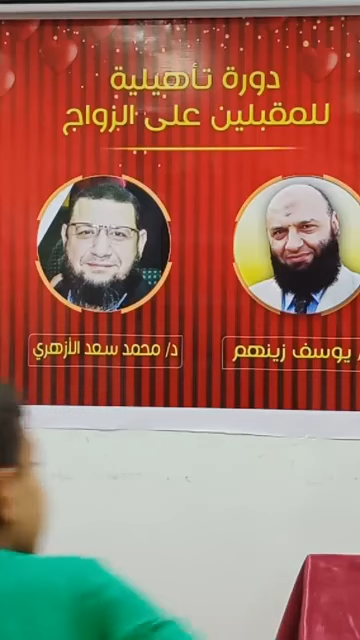 دورة تأهيلية
للمقبلين على الزواج
د/ محمد سعد الأزهري
/ يوسف زينهم